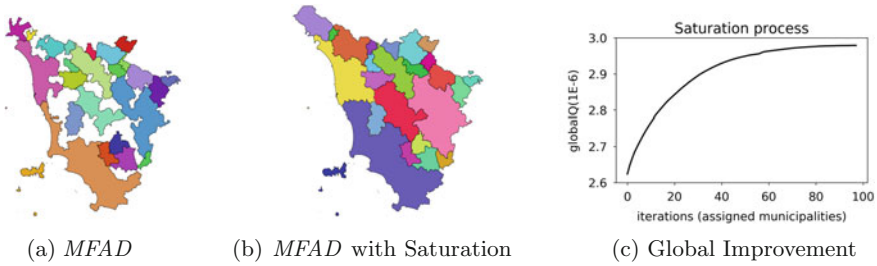 Saturation process
globalIQ(1E-6)
3.0
2.9
2.8
2.7
2.6
0 20 40 60 80 100
iterations (assigned municipalities)
(a) MFAD (b) MFAD with Saturation (c) Global Improvement